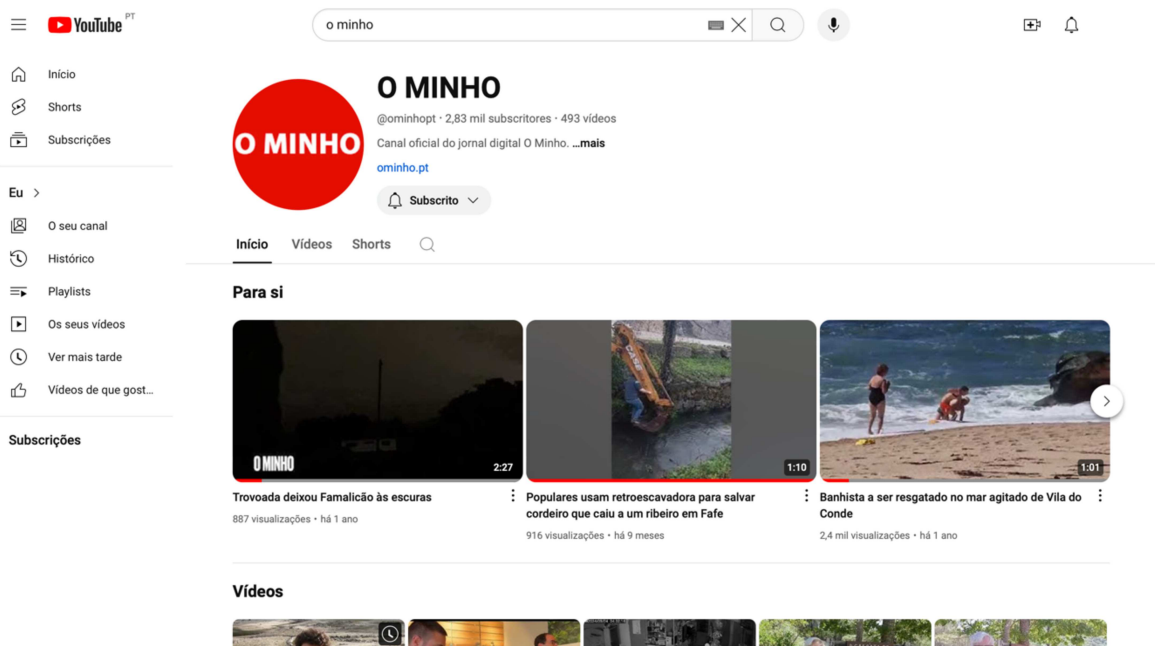 YouTube PT
o minho
Início
Shorts
Subscrições
Eu
O seu canal
Histórico
Playlists
Os seus vídeos
Ver mais tarde
Vídeos de que gost...
Subscrições
O MINHO
O MINHO
@ominhopt · 2,83 mil subscritores · 493 vídeos
Canal oficial do jornal digital O Minho. ...mais
ominho.pt
Subscrito
Início Vídeos Shorts
Para si
O MINHO
2:27
Trovoada deixou Famalicão às escuras
887 visualizações • há 1 ano
CASE
1:10
Populares usam retroescavadora para salvar
cordeiro que caiu a um ribeiro em Fafe
916 visualizações • há 9 meses
1:01
Banhista a ser resgatado no mar agitado de Vila do
Conde
2,4 mil visualizações • há 1 ano
Vídeos